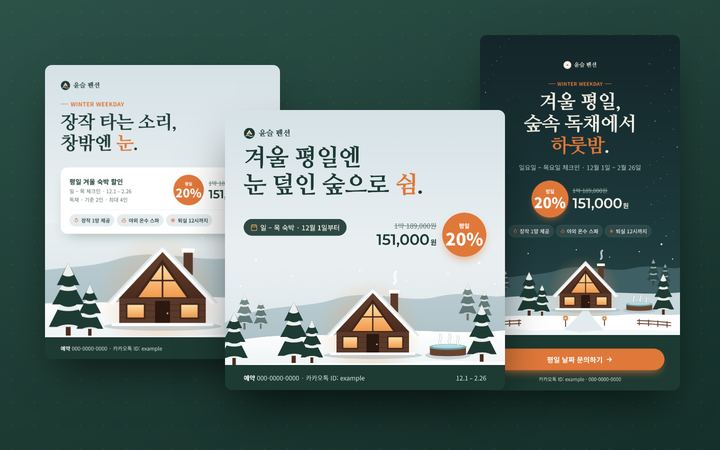 윤슬 펜션
WINTER WEEKDAY
장작 타는 소리,
창밖엔 눈.
평일 겨울 숙박 할인
일 – 목 체크인 · 12.1 – 2.26
독채 · 기준 2인 · 최대 4인
평일
20%
1박 18
151,
장작 1망 제공
야외 온수 스파
퇴실 12시까지
예약 000-0000-0000 · 카카오톡 ID: example
윤슬 펜션
겨울 평일엔
눈 덮인 숲으로 쉼.
일 – 목 숙박 · 12월 1일부터
1박 189,000원
151,000원
평일
20%
예약 000-0000-0000 · 카카오톡 ID: example
12.1 – 2.26
윤슬 펜션
WINTER WEEKDAY
겨울 평일,
숲속 독채에서
하룻밤.
일요일 – 목요일 체크인 · 12월 1일 – 2월 26일
평일
20%
1박 189,000원
151,000원
장작 1망 제공
야외 온수 스파
퇴실 12시까지
평일 날짜 문의하기 →
카카오톡 ID: example · 000-0000-0000